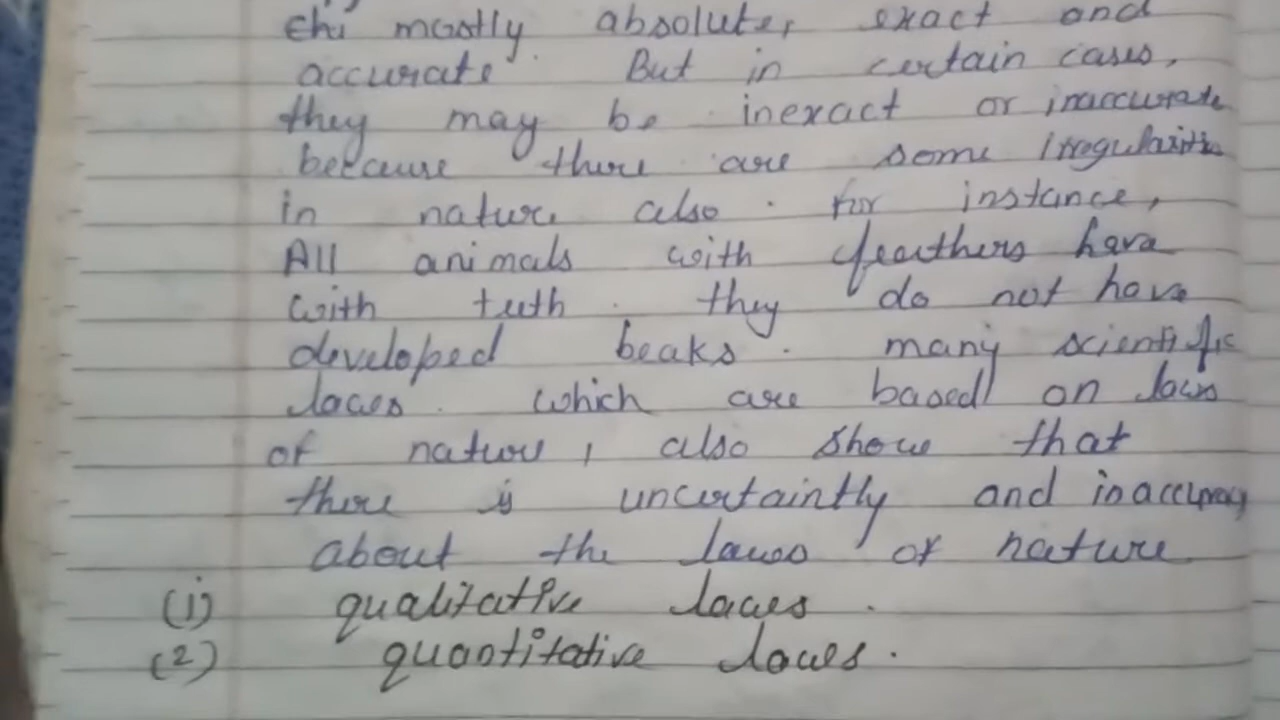 mostly absolute, exact and
accurate. But in certain cases,
they may be inexact or inaccurate
because there are some irregularities
in nature also. for instance,
All animals with feathers have
with teeth. they do not have
developed beaks. many scientific
laws. which are based on laws
of nature, also show that
there is uncertaintly and inaccuracy
about the laws of nature
(1) qualitative laws.
(2) quantitative laws.